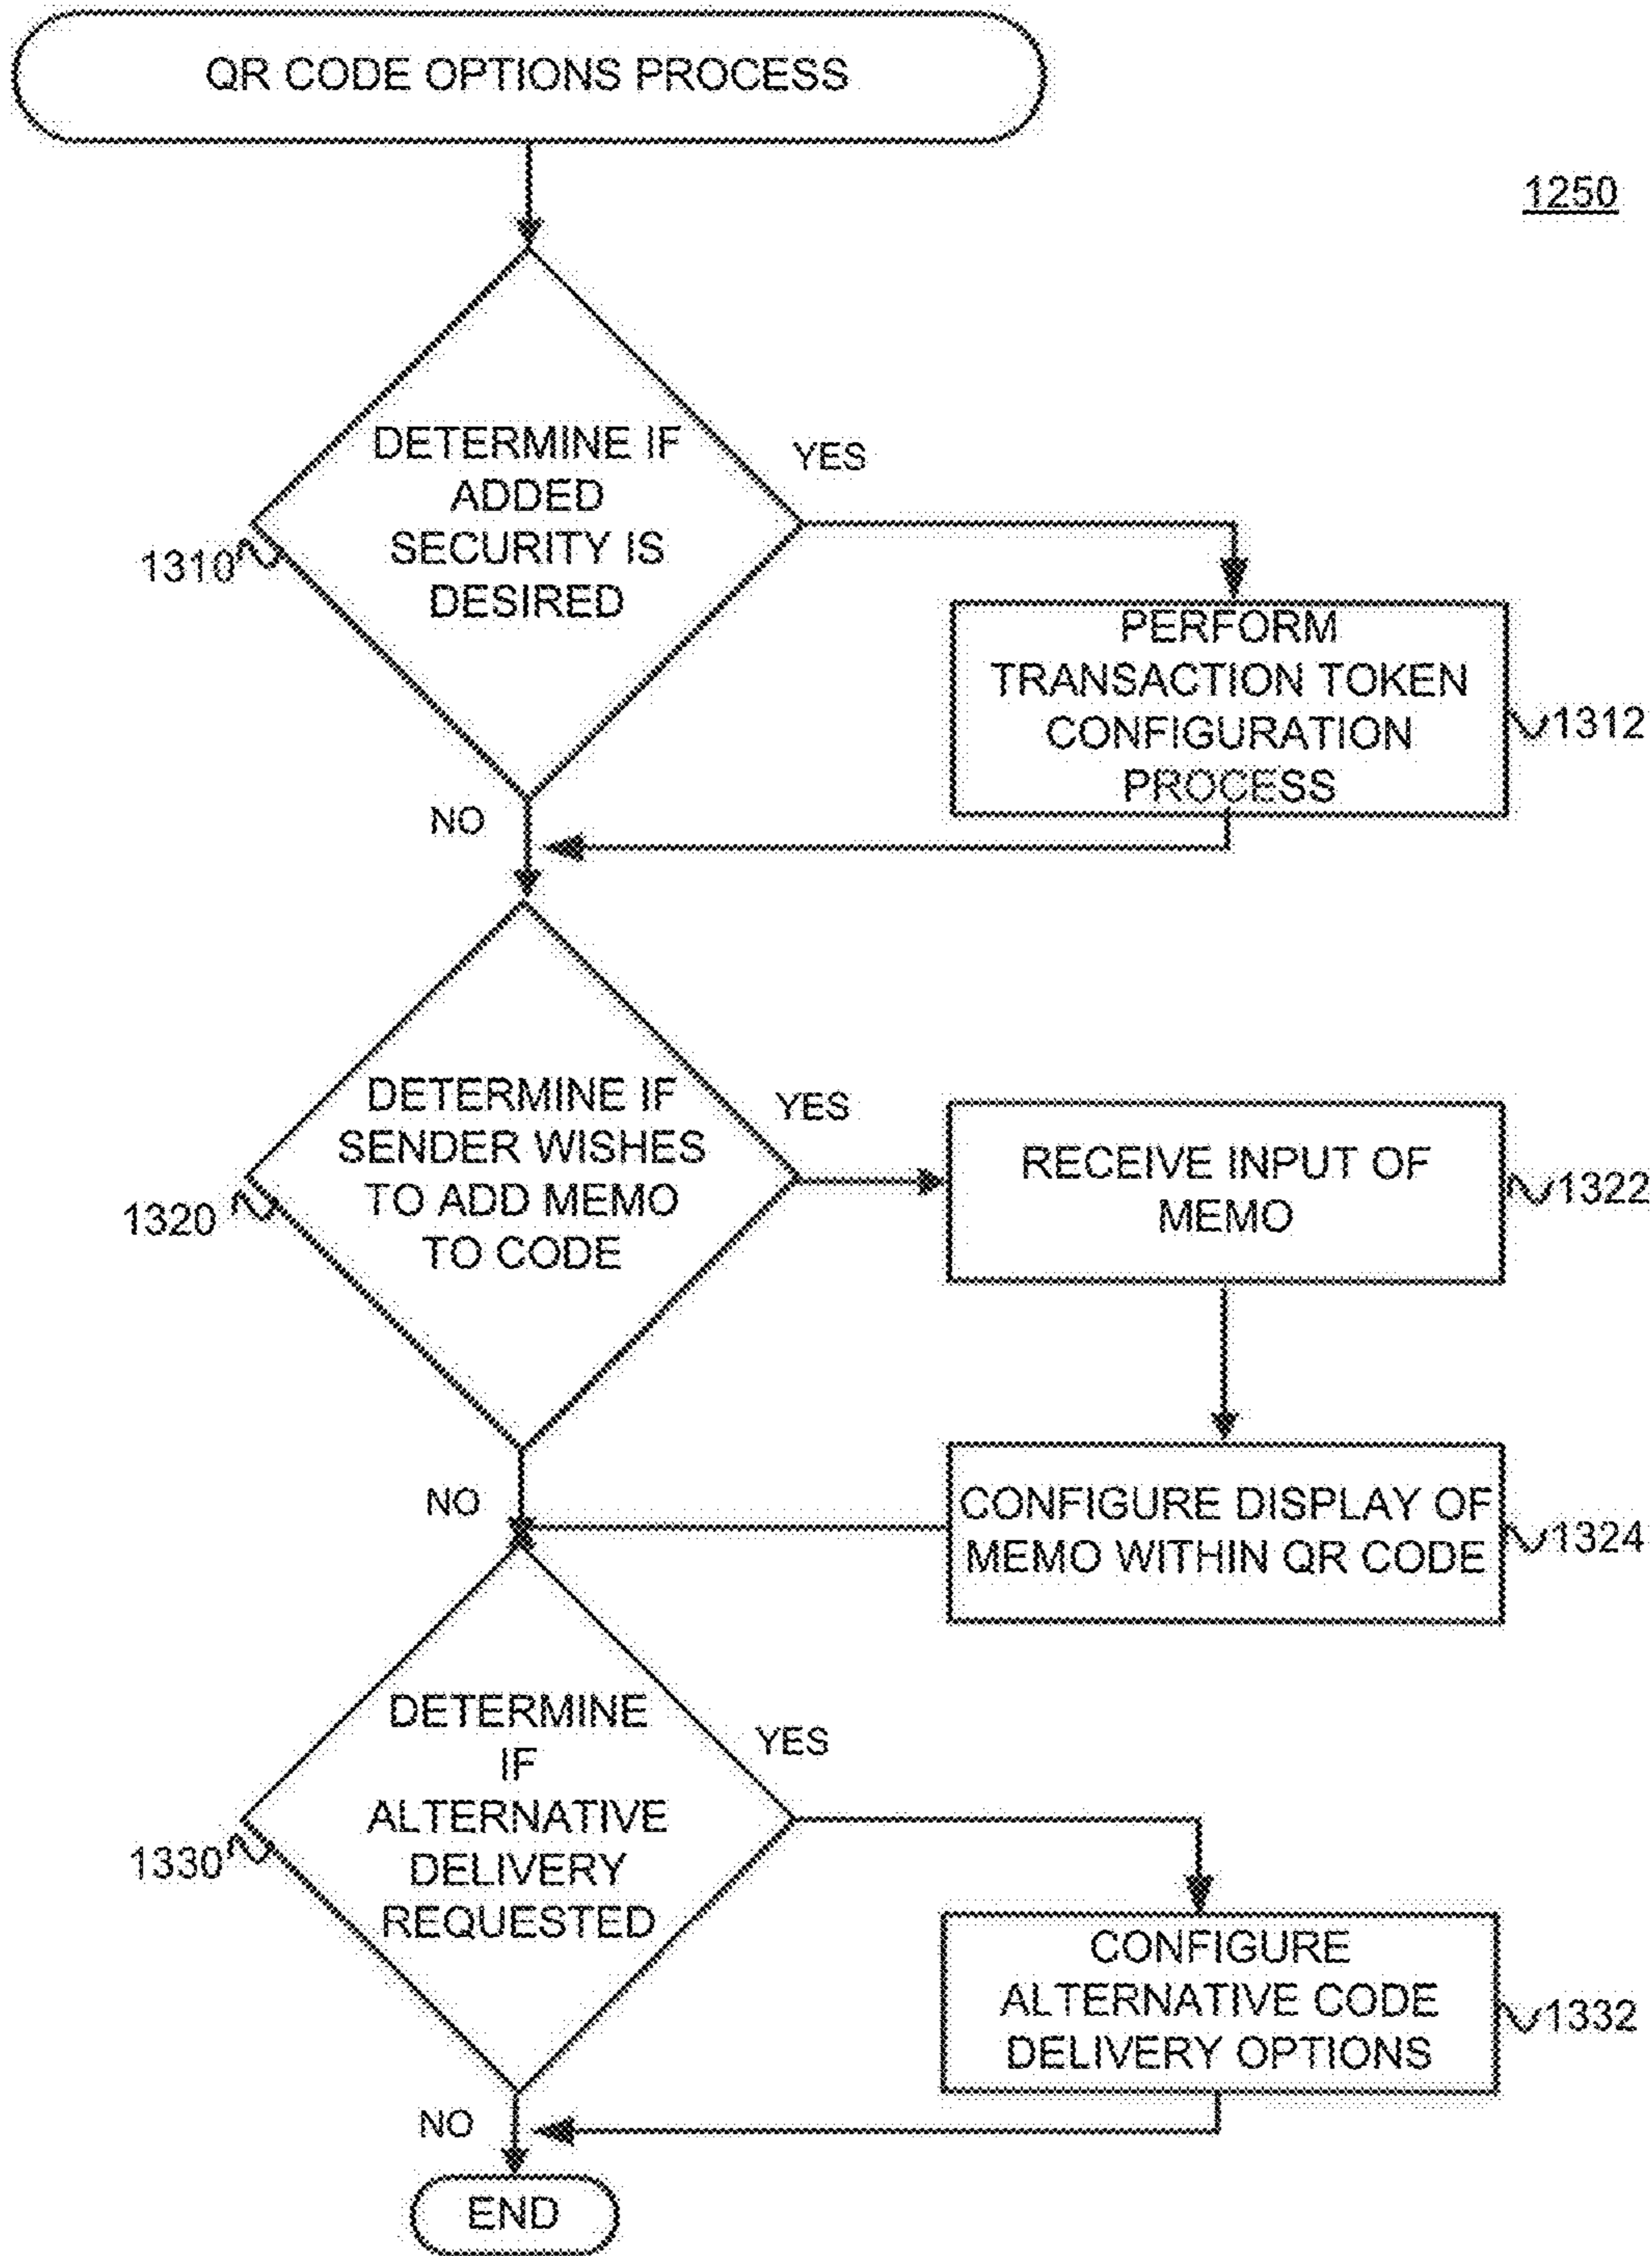 QR CODE OPTIONS PROCESS
1250
DETERMINE IF
ADDED
SECURITY IS
DESIRED
YES
1310
PERFORM
TRANSACTION TOKEN
CONFIGURATION
PROCESS
1312
NO
DETERMINE IF
SENDER WISHES
TO ADD MEMO
TO CODE
YES
1320
RECEIVE INPUT OF
MEMO
1322
NO
CONFIGURE DISPLAY OF
MEMO WITHIN QR CODE
1324
DETERMINE
IF
ALTERNATIVE
DELIVERY
REQUESTED
YES
1330
CONFIGURE
ALTERNATIVE CODE
DELIVERY OPTIONS
1332
NO
END